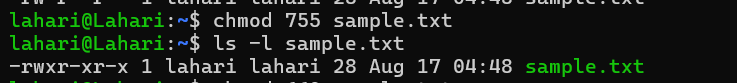 lahari@Lahari:~$ chmod 755 sample.txt
lahari@Lahari:~$ ls -l sample.txt
-rwxr-xr-x 1 lahari lahari 28 Aug 17 04:48 sample.txt